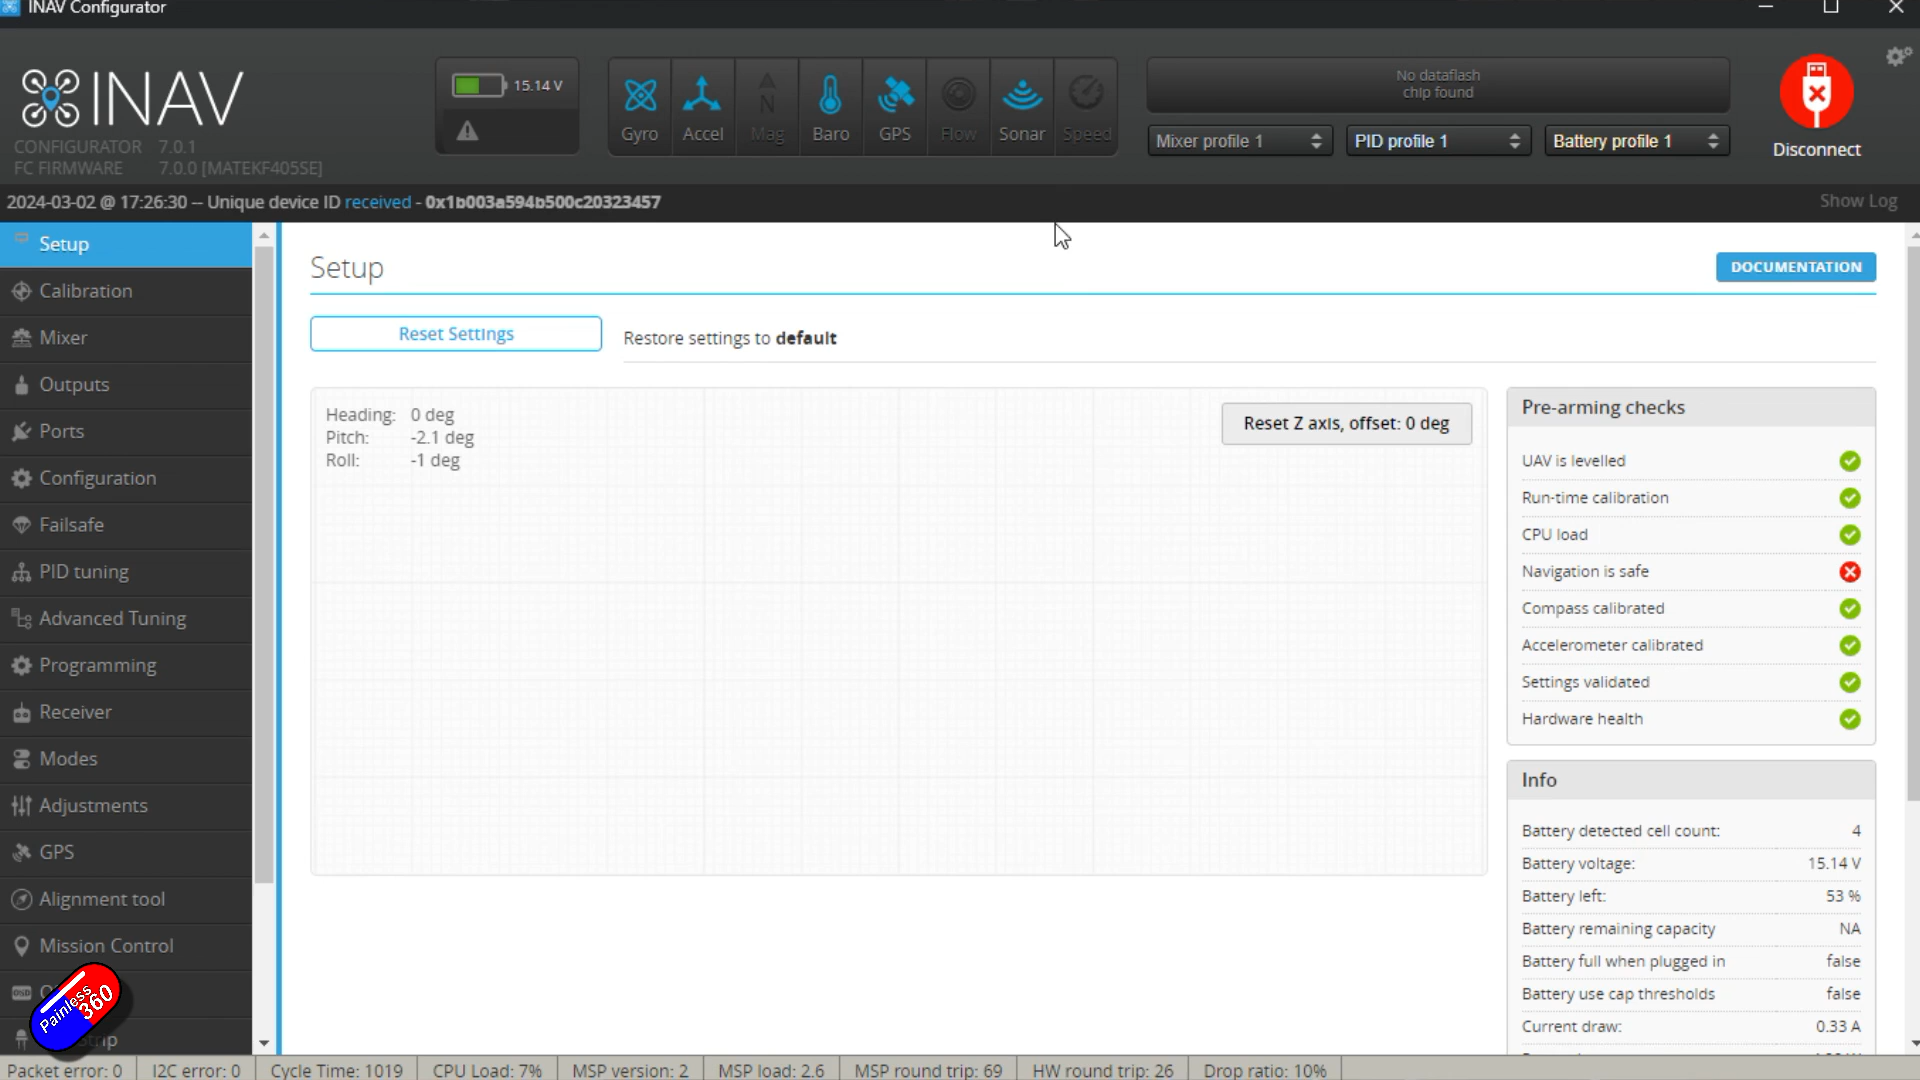 INAV Configurator
INAV
CONFIGURATOR 7.0.1
FC FIRMWARE 7.0.0 [MATEKF405SE]
15.14 V
Gyro
Accel
Mag
Baro
GPS
Flow
Sonar
Speed
No dataflash
chip found
Mixer profile 1
PID profile 1
Battery profile 1
Disconnect
2024-03-02 @ 17:26:30 -- Unique device ID received - 0x1b003a594b500c20323457
Show Log
Setup
Calibration
Mixer
Outputs
Ports
Configuration
Failsafe
PID tuning
Advanced Tuning
Programming
Receiver
Modes
Adjustments
GPS
Alignment tool
Mission Control
OSD
Painless
360
Setup
DOCUMENTATION
Reset Settings
Restore settings to default
Heading: 0 deg
Pitch: -2.1 deg
Roll: -1 deg
Reset Z axis, offset: 0 deg
Pre-arming checks
UAV is levelled
Run-time calibration
CPU load
Navigation is safe
Compass calibrated
Accelerometer calibrated
Settings validated
Hardware health
Info
Battery detected cell count: 4
Battery voltage: 15.14 V
Battery left: 53 %
Battery remaining capacity NA
Battery full when plugged in false
Battery use cap thresholds false
Current draw: 0.33 A
Packet error: 0
I2C error: 0
Cycle Time: 1019
CPU Load: 7%
MSP version: 2
MSP load: 2.6
MSP round trip: 69
HW round trip: 26
Drop ratio: 10%